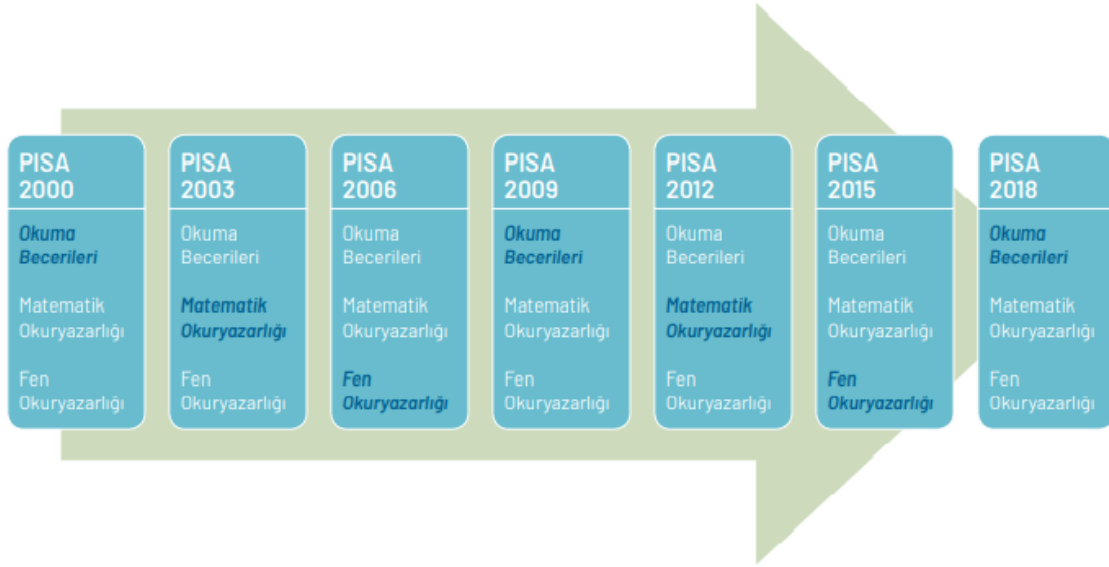 PISA
2000
Okuma
Becerileri
Matematik
Okuryazarlığı
Fen
Okuryazarlığı
PISA
2003
Okuma
Becerileri
Matematik
Okuryazarlığı
Fen
Okuryazarlığı
PISA
2006
Okuma
Becerileri
Matematik
Okuryazarlığı
Fen
Okuryazarlığı
PISA
2009
Okuma
Becerileri
Matematik
Okuryazarlığı
Fen
Okuryazarlığı
PISA
2012
Okuma
Becerileri
Matematik
Okuryazarlığı
Fen
Okuryazarlığı
PISA
2015
Okuma
Becerileri
Matematik
Okuryazarlığı
Fen
Okuryazarlığı
PISA
2018
Okuma
Becerileri
Matematik
Okuryazarlığı
Fen
Okuryazarlığı